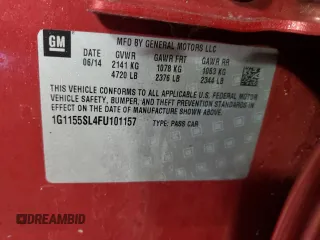 GM
MFD BY GENERAL MOTORS LLC
DATE GVWR GAWR FRT GAWR RR
06/14 2141 KG 1078 KG 1063 KG
4720 LB 2376 LB 2344 LB
THIS VEHICLE CONFORMS TO ALL APPLICABLE U.S. FEDERAL MOTOR
VEHICLE SAFETY, BUMPER, AND THEFT PREVENTION STANDARDS
IN EFFECT ON THE DATE OF MANUFACTURE SHOWN ABOVE.
1G1155SL4FU101157 TYPE: PASS CAR
DREAMBID